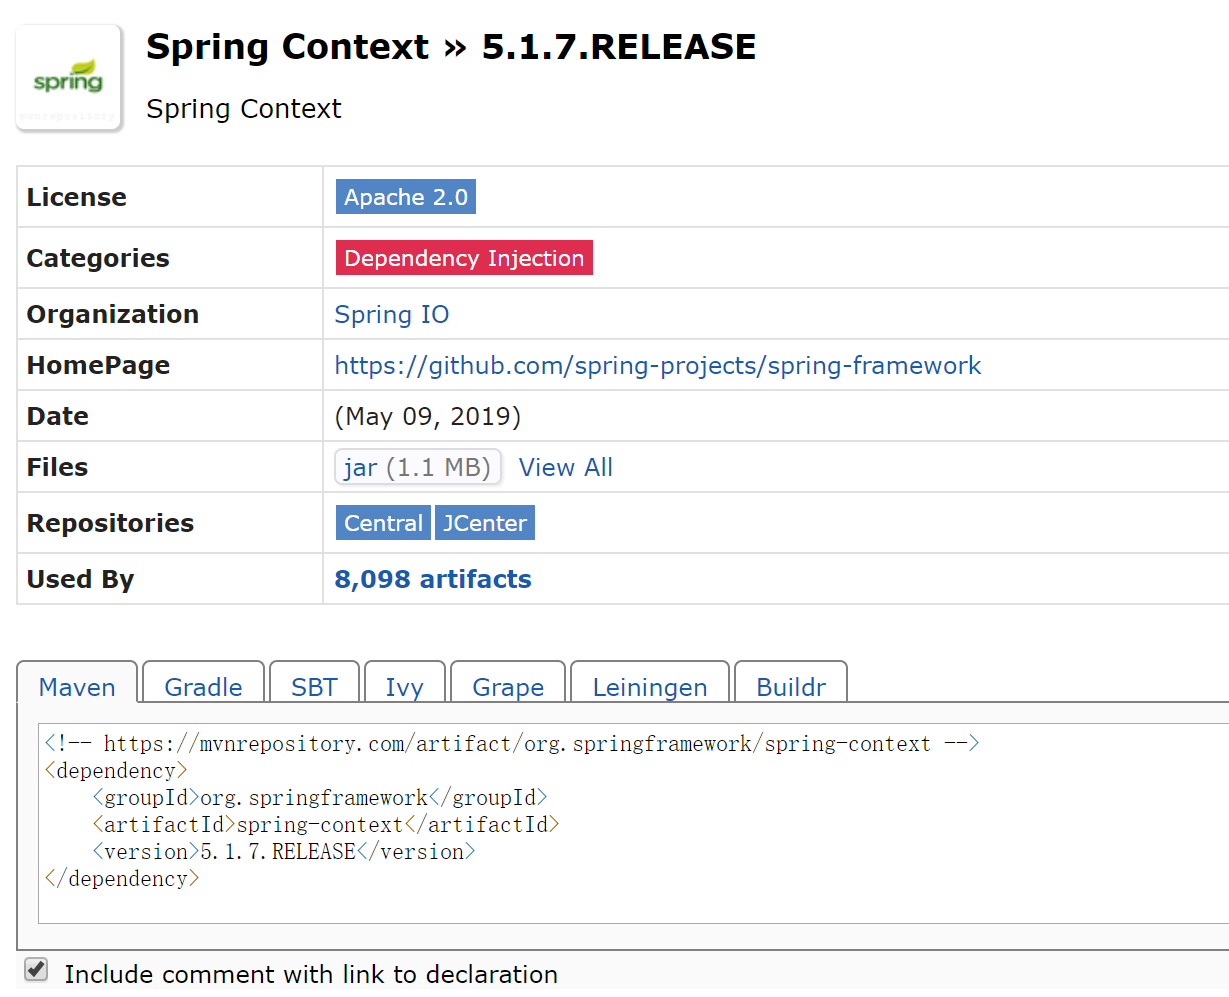 spring
mvnrepository
Spring Context » 5.1.7.RELEASE
Spring Context
License Apache 2.0
Categories Dependency Injection
Organization Spring IO
HomePage https://github.com/spring-projects/spring-framework
Date (May 09, 2019)
Files jar (1.1 MB) View All
Repositories Central JCenter
Used By 8,098 artifacts
Maven Gradle SBT Ivy Grape Leiningen Buildr
<!-- https://mvnrepository.com/artifact/org.springframework/spring-context -->
<dependency>
    <groupId>org.springframework</groupId>
    <artifactId>spring-context</artifactId>
    <version>5.1.7.RELEASE</version>
</dependency>
Include comment with link to declaration